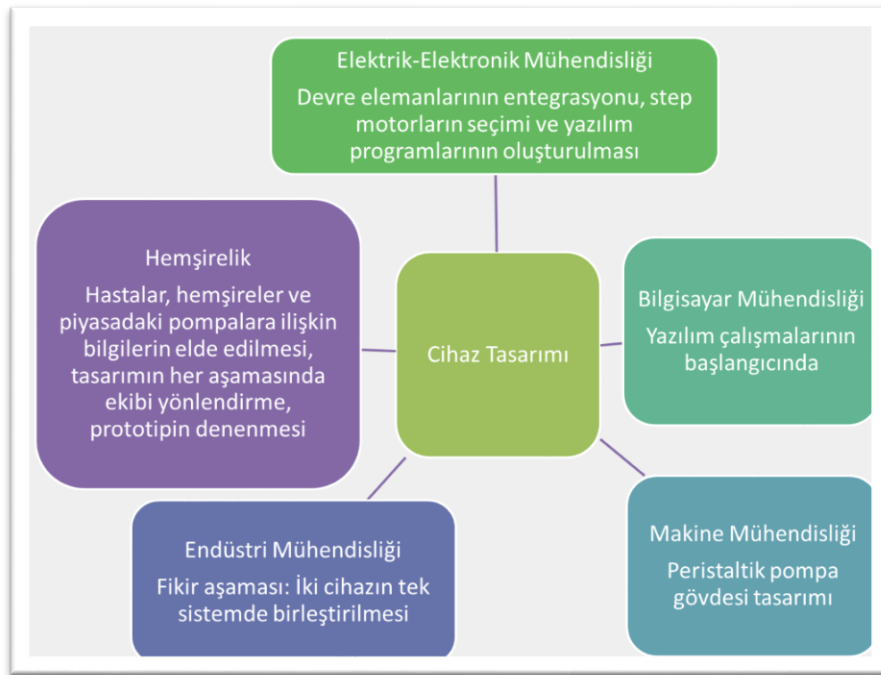 Elektrik-Elektronik Mühendisliği
Devre elemanlarının entegrasyonu, step
motorların seçimi ve yazılım
programlarının oluşturulması
Hemşirelik
Hastalar, hemşireler ve
piyasadaki pompalara ilişkin
bilgilerin elde edilmesi,
tasarımın her aşamasında
ekibi yönlendirme,
prototipin denenmesi
Cihaz Tasarımı
Bilgisayar Mühendisliği
Yazılım çalışmalarının
başlangıcında
Endüstri Mühendisliği
Fikir aşaması: İki cihazın tek
sistemde birleştirilmesi
Makine Mühendisliği
Peristaltik pompa
gövdesi tasarımı